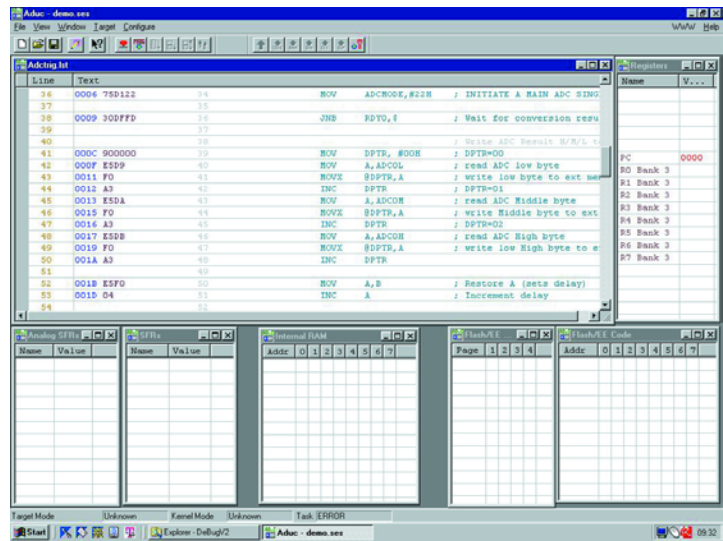 Aduc - demo.ses
File View Window Target Configure WWW Help
Adctrig.lst
Line Text
36 0006 75D122 34 MOV ADCMODE,#22H ; INITIATE A MAIN ADC SING
37 35
38 0009 30DFFD 36 JNB RDY0,$ ; Wait for conversion resu
39 37
40 38 ; Write ADC Result H/M/L to
41 000C 900000 39 MOV DPTR, #00H ; DPTR=00
42 000F E5D9 40 MOV A,ADCOL ; read ADC low byte
43 0011 F0 41 MOVX @DPTR,A ; write low byte to ext mem
44 0012 A3 42 INC DPTR ; DPTR=01
45 0013 E5DA 43 MOV A,ADCOM ; read ADC Middle byte
46 0015 F0 44 MOVX @DPTR,A ; write Middle byte to ext
47 0016 A3 45 INC DPTR ; DPTR=02
48 0017 E5DB 46 MOV A,ADCOH ; read ADC High byte
49 0019 F0 47 MOVX @DPTR,A ; write low High byte to e
50 001A A3 48 INC DPTR
51 49
52 001B E5F0 50 MOV A,B ; Restore A (sets delay)
53 001D 04 51 INC A ; Increment delay
54 52
Registers
Name V...
PC 0000
R0 Bank 3
R1 Bank 3
R2 Bank 3
R3 Bank 3
R4 Bank 3
R5 Bank 3
R6 Bank 3
R7 Bank 3
Analog SFRs
Name Value
SFRs
Name Value
Internal RAM
Addr 0 1 2 3 4 5 6 7
Flash/EE
Page 1 2 3 4
Flash/EE Code
Addr 0 1 2 3 4 5 6 7
Target Mode Unknown Kernel Mode Unknown Task ERROR
Start Explorer - DeBugV2 Aduc - demo.ses 09:32